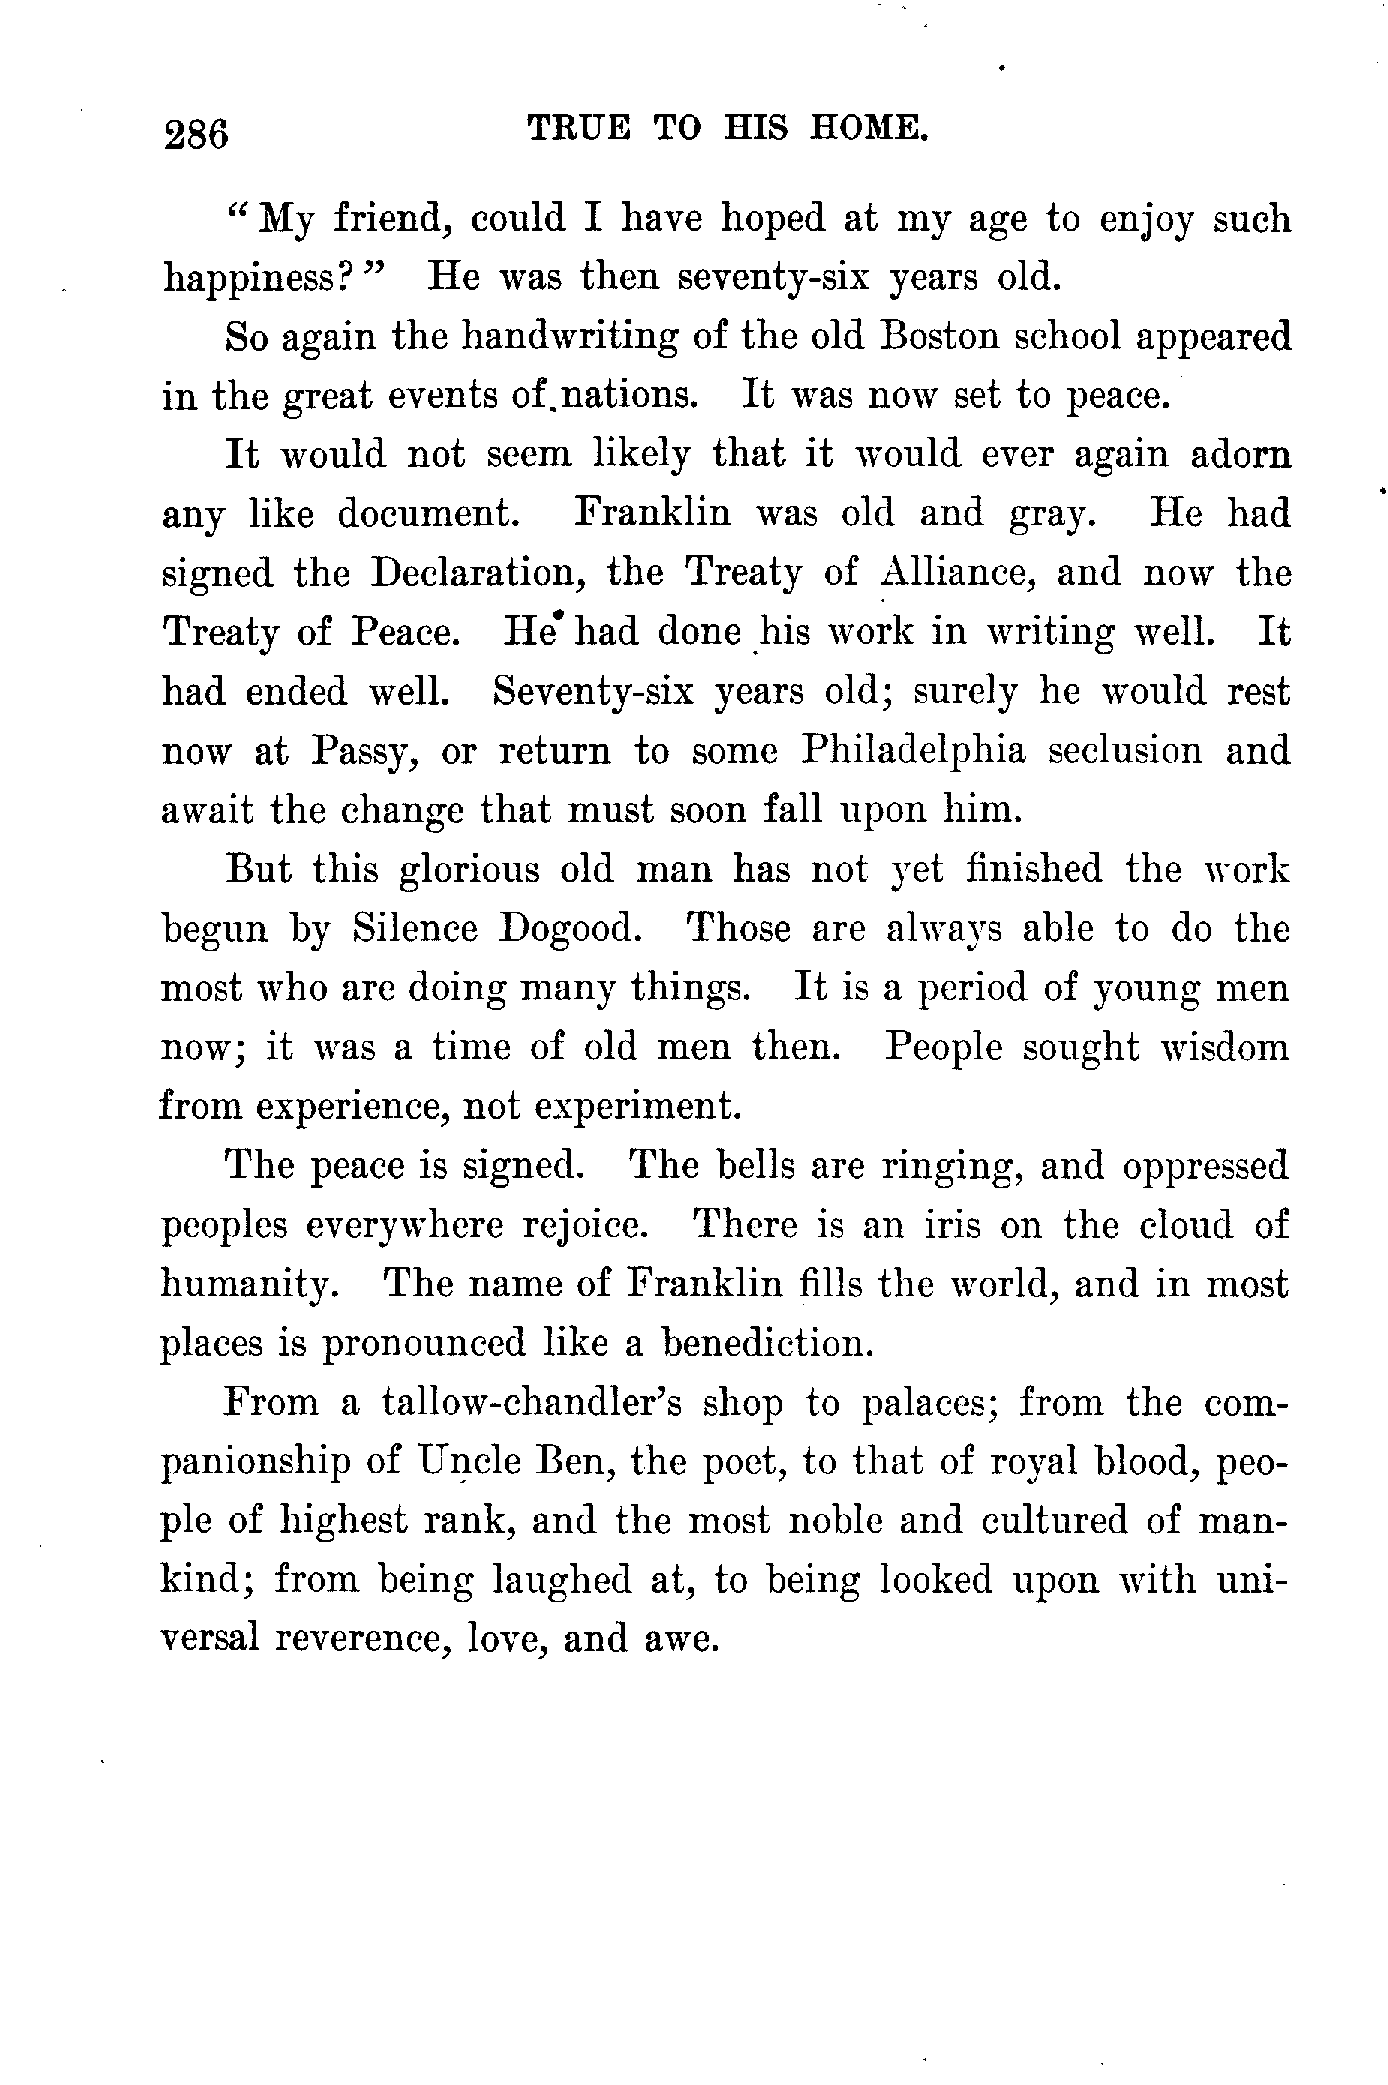 286 TRUE TO HIS HOME.
“ My friend, could I have hoped at my age to enjoy such
happiness? ” He was then seventy-six years old.
So again the handwriting of the old Boston school appeared
in the great events of nations. It was now set to peace.
It would not seem likely that it would ever again adorn
any like document. Franklin was old and gray. He had
signed the Declaration, the Treaty of Alliance, and now the
Treaty of Peace. He had done his work in writing well. It
had ended well. Seventy-six years old; surely he would rest
now at Passy, or return to some Philadelphia seclusion and
await the change that must soon fall upon him.
But this glorious old man has not yet finished the work
begun by Silence Dogood. Those are always able to do the
most who are doing many things. It is a period of young men
now; it was a time of old men then. People sought wisdom
from experience, not experiment.
The peace is signed. The bells are ringing, and oppressed
peoples everywhere rejoice. There is an iris on the cloud of
humanity. The name of Franklin fills the world, and in most
places is pronounced like a benediction.
From a tallow-chandler’s shop to palaces; from the com-
panionship of Uncle Ben, the poet, to that of royal blood, peo-
ple of highest rank, and the most noble and cultured of man-
kind; from being laughed at, to being looked upon with uni-
versal reverence, love, and awe.